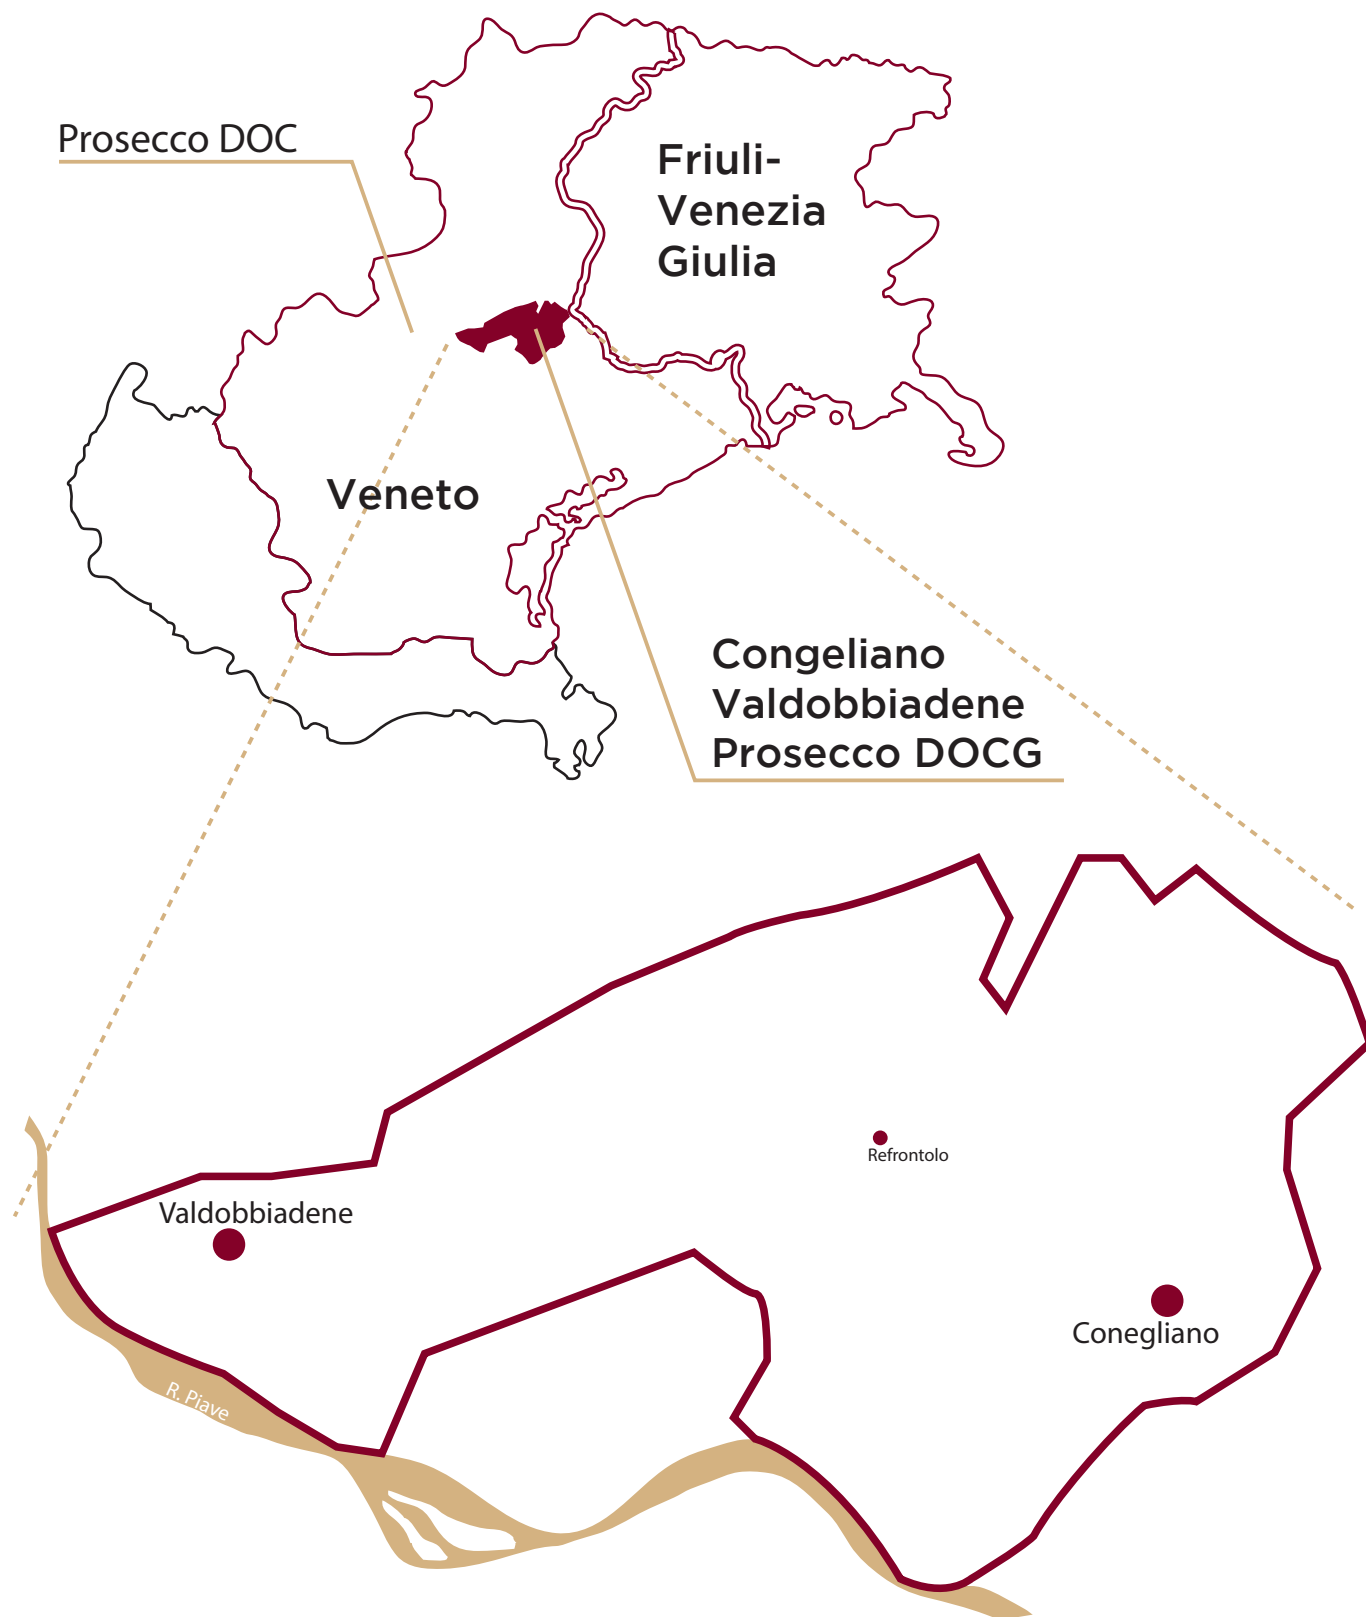 Prosecco DOC
Friuli-
Venezia
Giulia
Veneto
Congeliano
Valdobbiadene
Prosecco DOCG
Refrontolo
Valdobbiadene
Conegliano
R. Piave